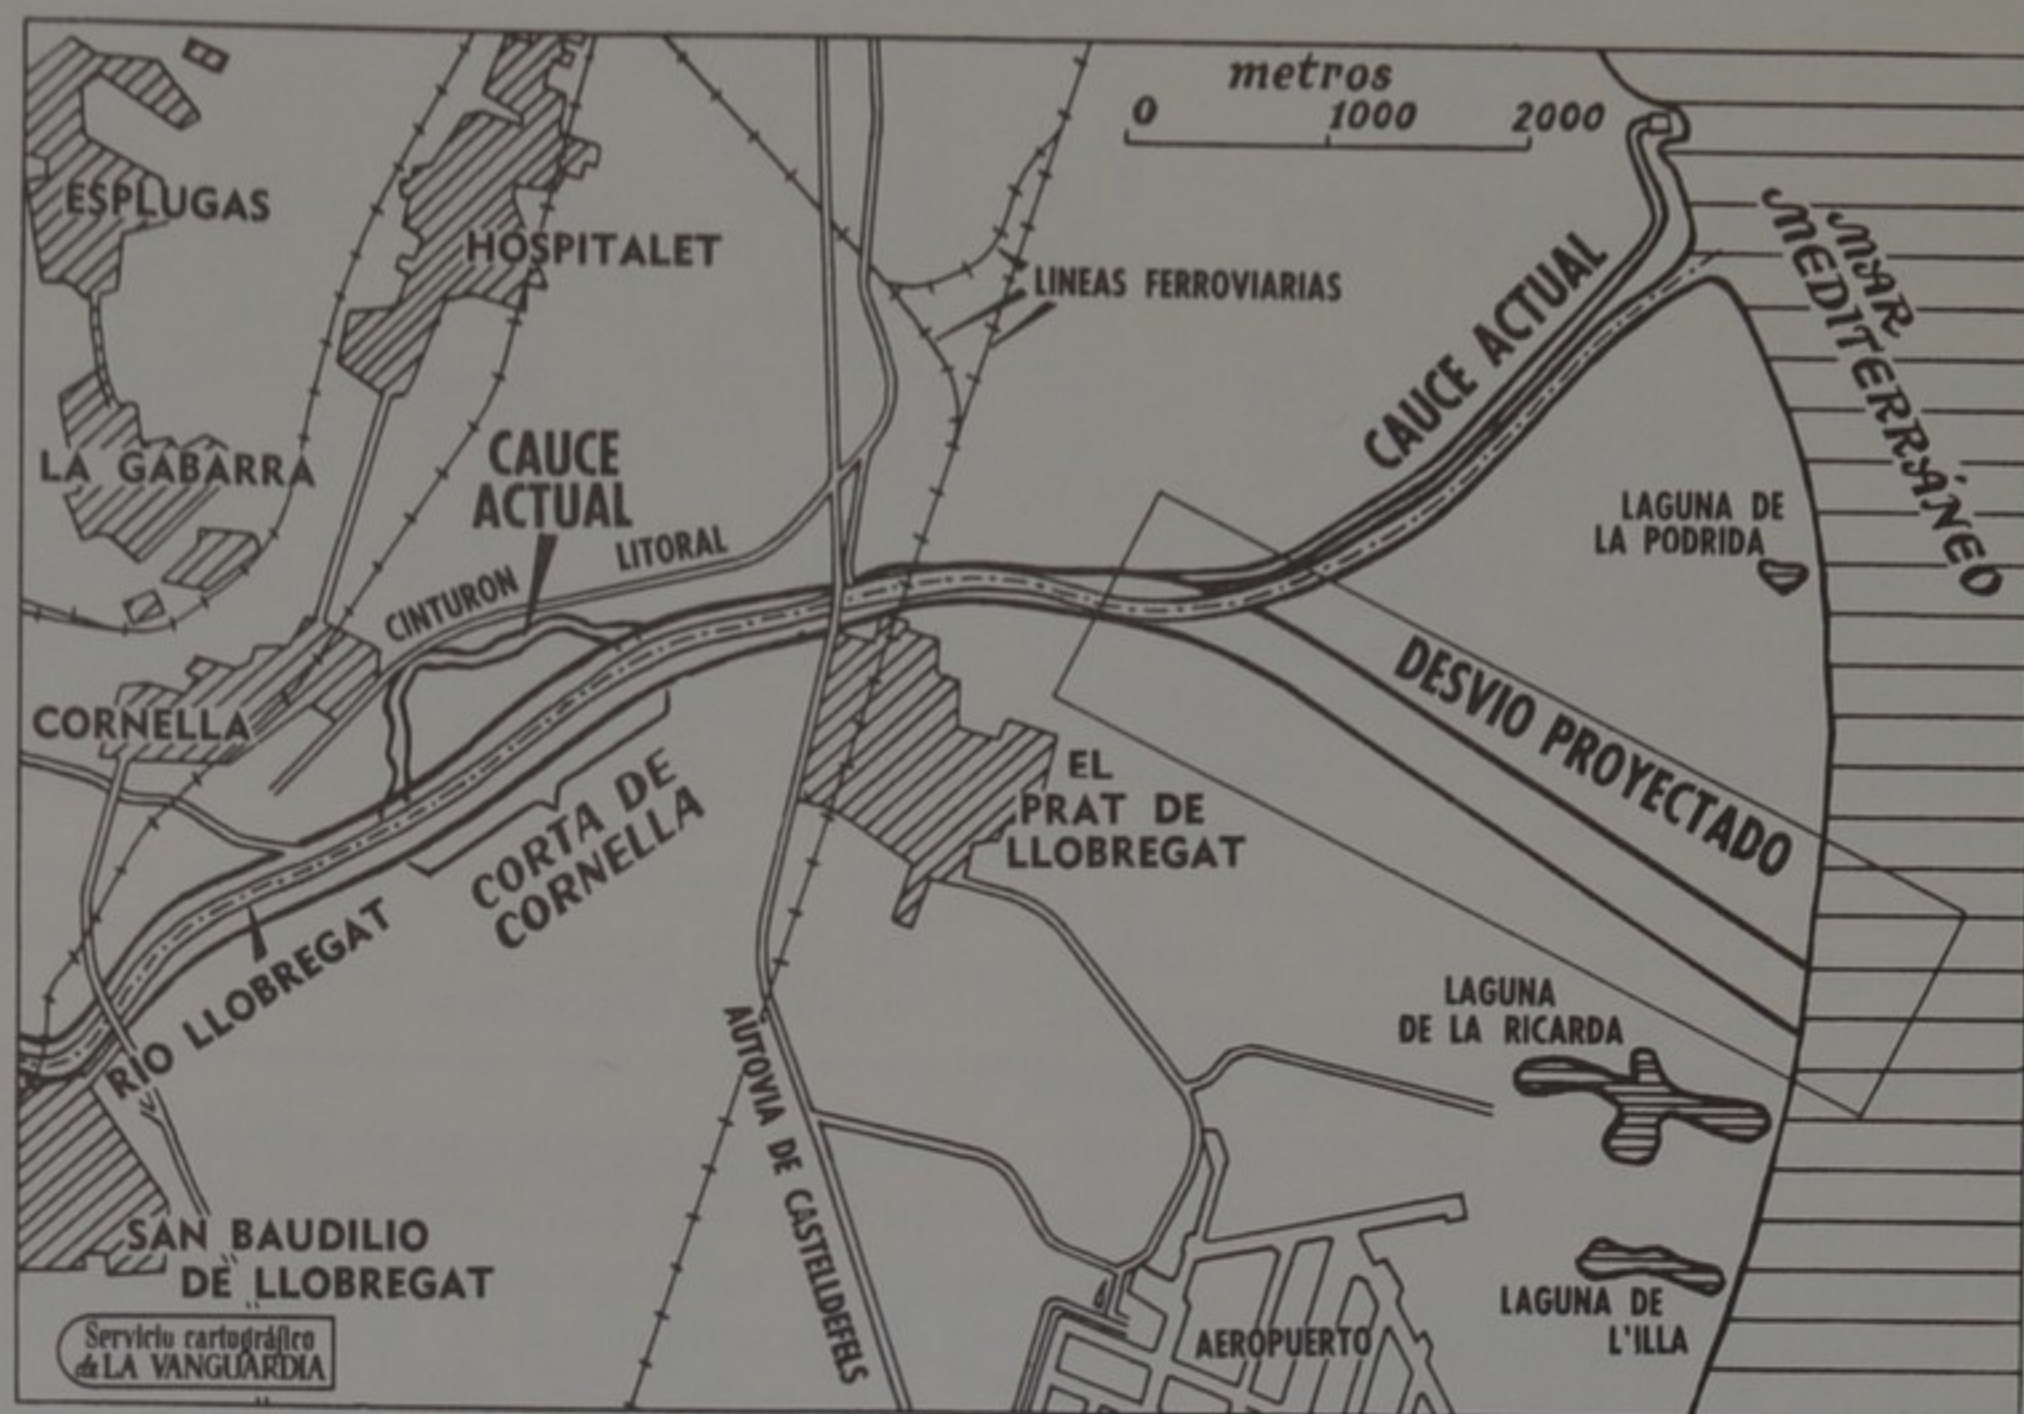 metros
0 1000 2000
ESPLUGAS
HOSPITALET
LINEAS FERROVIARIAS
CAUCE ACTUAL
MAR
MEDITERRÁNEO
LA GABARRA
CAUCE
ACTUAL
CINTURON LITORAL
LAGUNA DE
LA PODRIDA
CORNELLA
DESVIO PROYECTADO
CORTA DE
CORNELLA
EL
PRAT DE
LLOBREGAT
RIO LLOBREGAT
LAGUNA
DE LA RICARDA
AUTOVIA DE CASTELLDEFELS
SAN BAUDILIO
DE LLOBREGAT
LAGUNA DE
L'ILLA
AEROPUERTO
Servicio cartográfico
de LA VANGUARDIA